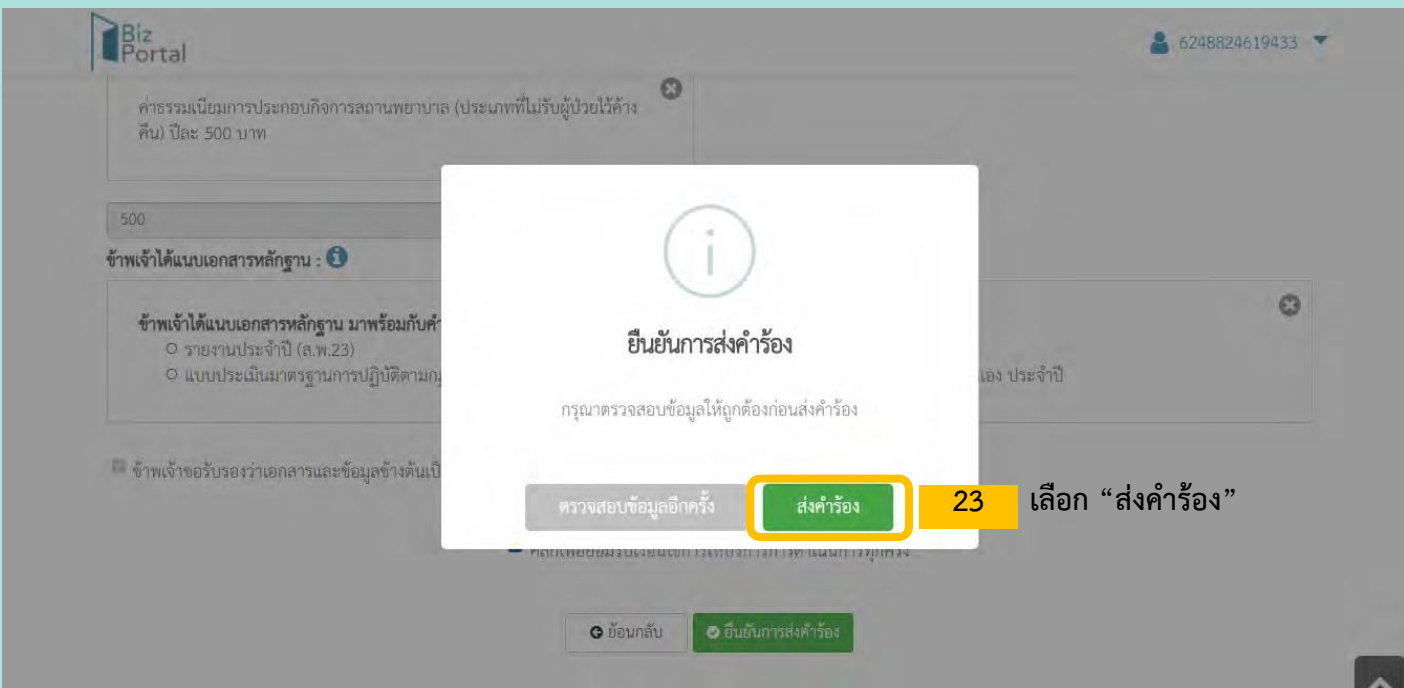 Biz
Portal
6248824619433
ค่าธรรมเนียมการประกอบกิจการสถานพยาบาล (ประเภทที่ไม่รับผู้ป่วยไว้ค้าง
คืน) ปีละ 500 บาท
500
ข้าพเจ้าได้แนบเอกสารหลักฐาน :
ข้าพเจ้าได้แนบเอกสารหลักฐาน มาพร้อมกับคำ
รายงานประจำปี (ส.พ.23)
แบบประเมินมาตรฐานการปฏิบัติตามกฎ เอง ประจำปี
ยืนยันการส่งคำร้อง
กรุณาตรวจสอบข้อมูลให้ถูกต้องก่อนส่งคำร้อง
ข้าพเจ้าขอรับรองว่าเอกสารและข้อมูลข้างต้นเป็
ตรวจสอบข้อมูลอีกครั้ง ส่งคำร้อง
23 เลือก “ส่งคำร้อง”
ย้อนกลับ ยืนยันการส่งคำร้อง